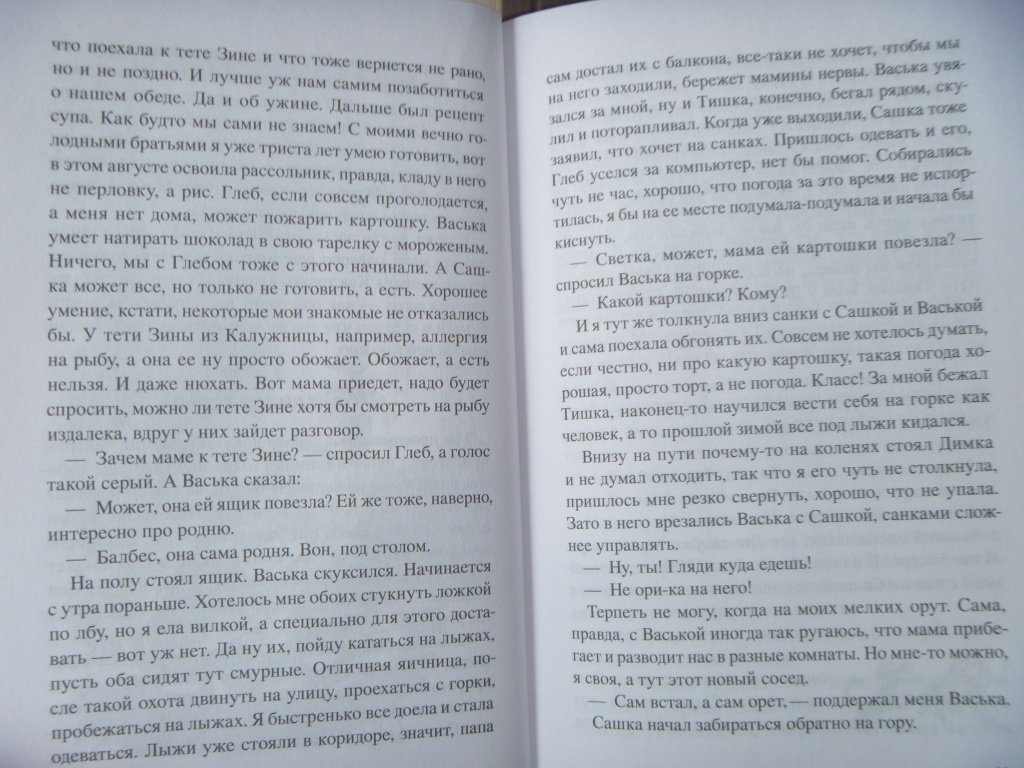 что поехала к тете Зине и что тоже вернется не рано,
но и не поздно. И лучше уж нам самим позаботиться
о нашем обеде. Да и об ужине. Дальше был рецепт
супа. Как будто мы сами не знаем! С моими вечно го-
лодными братьями я уже триста лет умею готовить, вот
в этом августе освоила рассольник, правда, кладу в него
не перловку, а рис. Глеб, если совсем проголодается,
а меня нет дома, может пожарить картошку. Васька
умеет натирать шоколад в свою тарелку с мороженым.
Ничего, мы с Глебом тоже с этого начинали. А Саш-
ка может все, но только не готовить, а есть. Хорошее
умение, кстати, некоторые мои знакомые не отказались
бы. У тети Зины из Калужницы, например, аллергия
на рыбу, а она ее ну просто обожает. Обожает, а есть
нельзя. И даже нюхать. Вот мама приедет, надо будет
спросить, можно ли тете Зине хотя бы смотреть на рыбу
издалека, вдруг у них зайдет разговор.
— Зачем маме к тете Зине? — спросил Глеб, а голос
такой серый. А Васька сказал:
— Может, она ей ящик повезла? Ей же тоже, наверно,
интересно про родню.
— Балбес, она сама родня. Вон, под столом.
На полу стоял ящик. Васька скуксился. Начинается
с утра пораньше. Хотелось мне обоих стукнуть ложкой
по лбу, но я ела вилкой, а специально для этого доста-
вать — вот уж нет. Да ну их, пойду кататься на лыжах,
пусть оба сидят тут смурные. Отличная яичница, по-
сле такой охота двинуть на улицу, проехаться с горки,
пробежаться на лыжах. Я быстренько все доела и стала
одеваться. Лыжи уже стояли в коридоре, значит, папа
сам достал их с балкона, все-таки не хочет, чтобы мы
на него заходили, бережет мамины нервы. Васька увя-
зался за мной, ну и Тишка, конечно, бегал рядом, ску-
лил и поторапливал. Когда уже выходили, Сашка тоже
заявил, что хочет на санках. Пришлось одевать и его,
Глеб уселся за компьютер, нет бы помог. Собирались
чуть не час, хорошо, что погода за это время не испор-
тилась, я бы на ее месте подумала-подумала и начала бы
киснуть.
— Светка, может, мама ей картошки повезла? —
спросил Васька на горке.
— Какой картошки? Кому?
И я тут же толкнула вниз санки с Сашкой и Васькой
и сама поехала обгонять их. Совсем не хотелось думать,
если честно, ни про какую картошку, такая погода хо-
рошая, просто торт, а не погода. Класс! За мной бежал
Тишка, наконец-то научился вести себя на горке как
человек, а то прошлой зимой все под лыжи кидался.
Внизу на пути почему-то на коленях стоял Димка
и не думал отходить, так что я его чуть не столкнула,
пришлось мне резко свернуть, хорошо, что не упала.
Зато в него врезались Васька с Сашкой, санками слож-
нее управлять.
— Ну, ты! Гляди куда едешь!
— Не ори-ка на него!
Терпеть не могу, когда на моих мелких орут. Сама,
правда, с Васькой иногда так ругаюсь, что мама прибе-
гает и разводит нас в разные комнаты. Но мне-то можно,
я своя, а тут этот новый сосед.
— Сам встал, а сам орет,— поддержал меня Васька.
Сашка начал забираться обратно на гору.